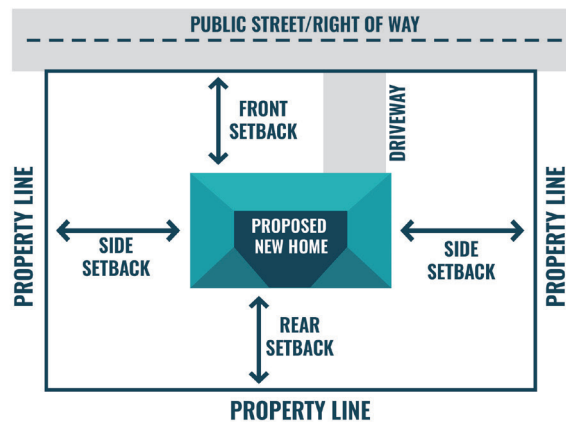 PUBLIC STREET/RIGHT OF WAY
FRONT
SETBACK
DRIVEWAY
PROPERTY LINE
SIDE
SETBACK
PROPOSED
NEW HOME
SIDE
SETBACK
PROPERTY LINE
REAR
SETBACK
PROPERTY LINE